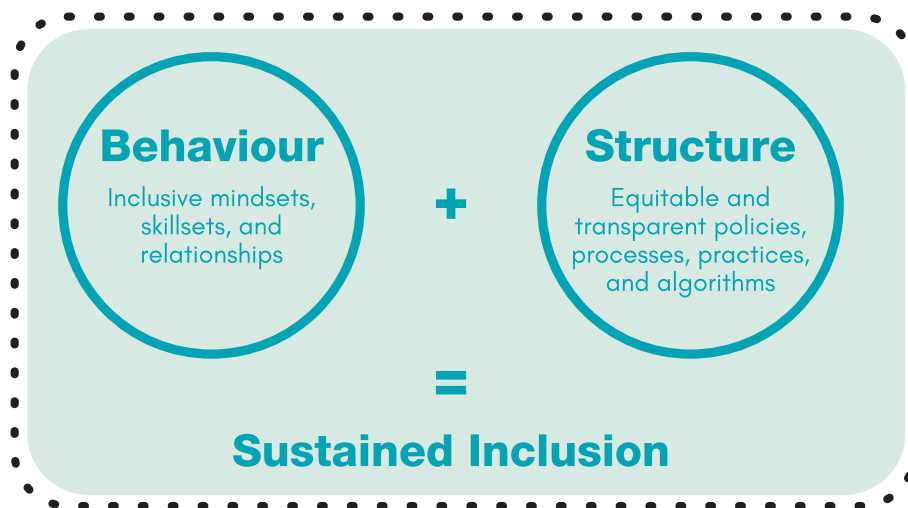 Behaviour
Inclusive mindsets,
skillsets, and
relationships
+
Structure
Equitable and
transparent policies,
processes, practices,
and algorithms
=
Sustained Inclusion